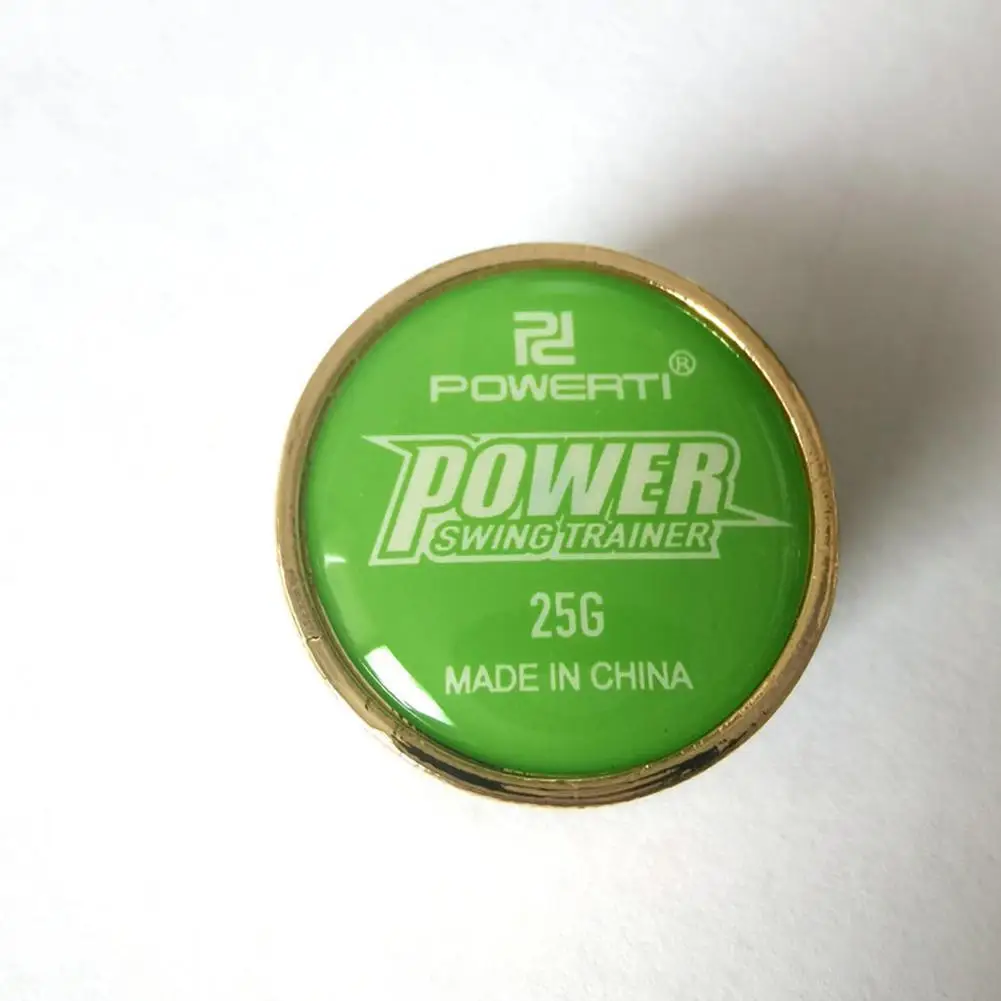 POWERTI®
POWER
SWING TRAINER
25G
MADE IN CHINA